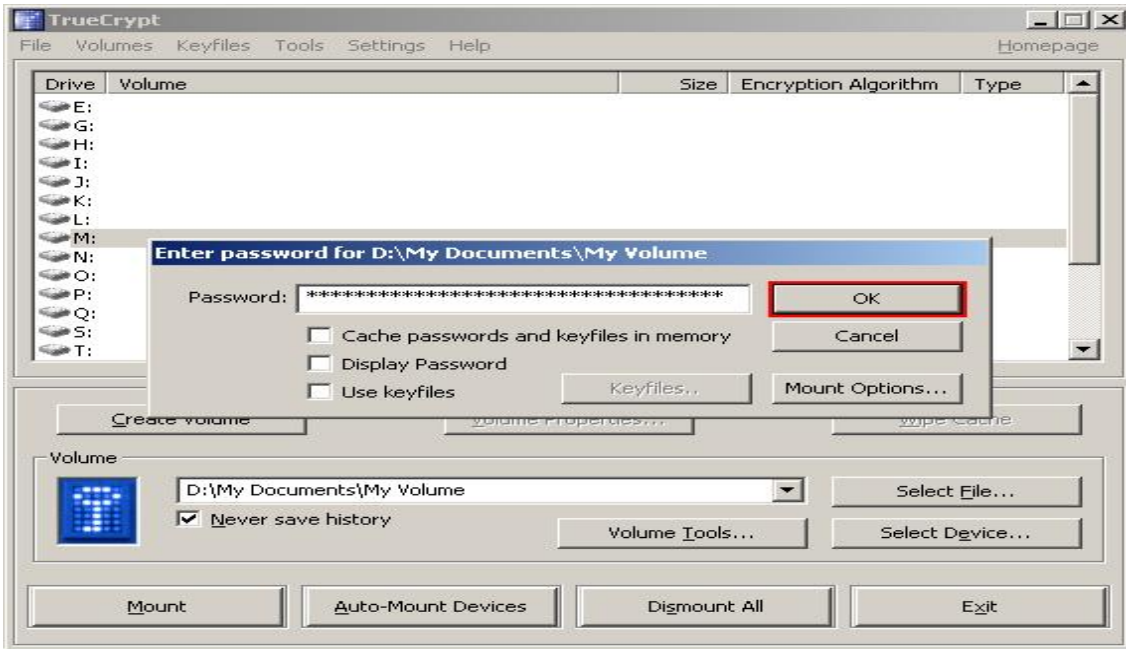 TrueCrypt
File Volumes Keyfiles Tools Settings Help Homepage
Drive Volume Size Encryption Algorithm Type
E:
G:
H:
I:
J:
K:
L:
M:
N:
O:
P:
Q:
S:
T:
Enter password for D:\My Documents\My Volume
Password: *********************************** OK
Cache passwords and keyfiles in memory Cancel
Display Password
Use keyfiles Keyfiles.. Mount Options...
Create Volume Volume Properties... Wipe Cache
Volume
D:\My Documents\My Volume Select File...
Never save history
Volume Tools... Select Device...
Mount Auto-Mount Devices Dismount All Exit